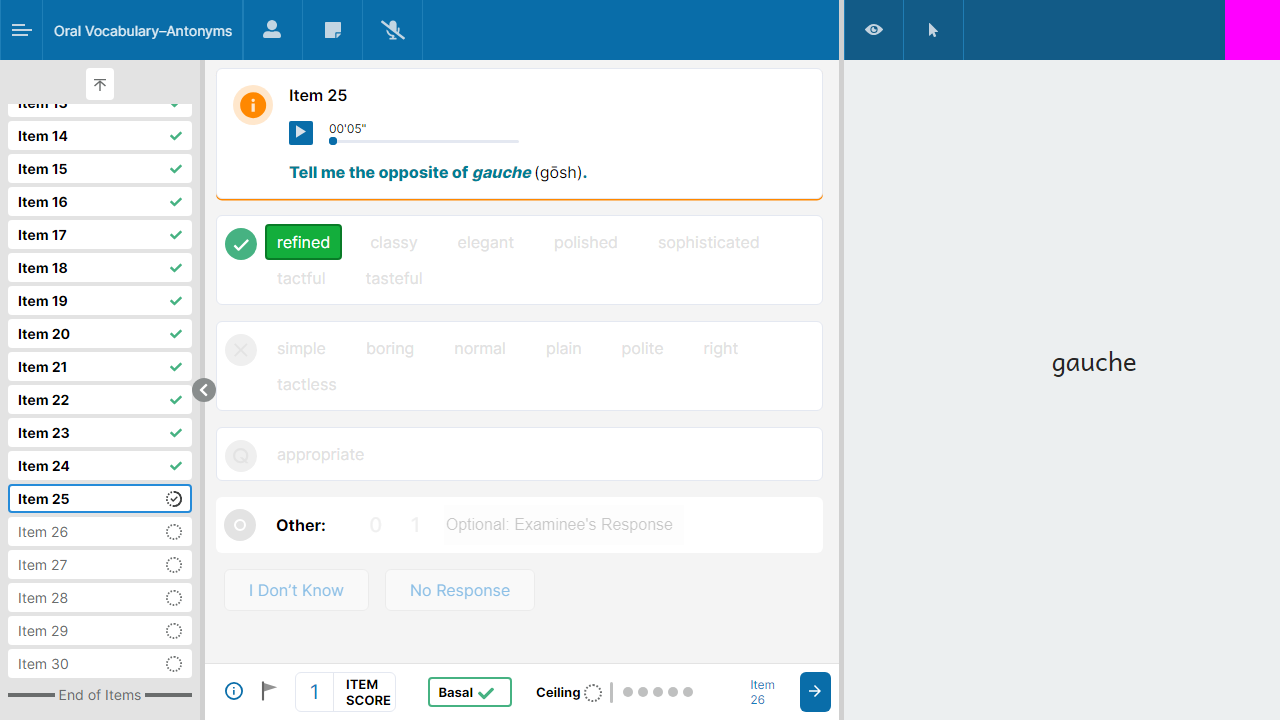 Oral Vocabulary–Antonyms
Item 14
Item 15
Item 16
Item 17
Item 18
Item 19
Item 20
Item 21
Item 22
Item 23
Item 24
Item 25
Item 26
Item 27
Item 28
Item 29
Item 30
End of Items
Item 25
00'05"
Tell me the opposite of gauche (gōsh).
refined classy elegant polished sophisticated
tactful tasteful
simple boring normal plain polite right
tactless
Q appropriate
Other: 0 1 Optional: Examinee's Response
I Don't Know No Response
1 ITEM SCORE Basal Ceiling Item 26
gauche